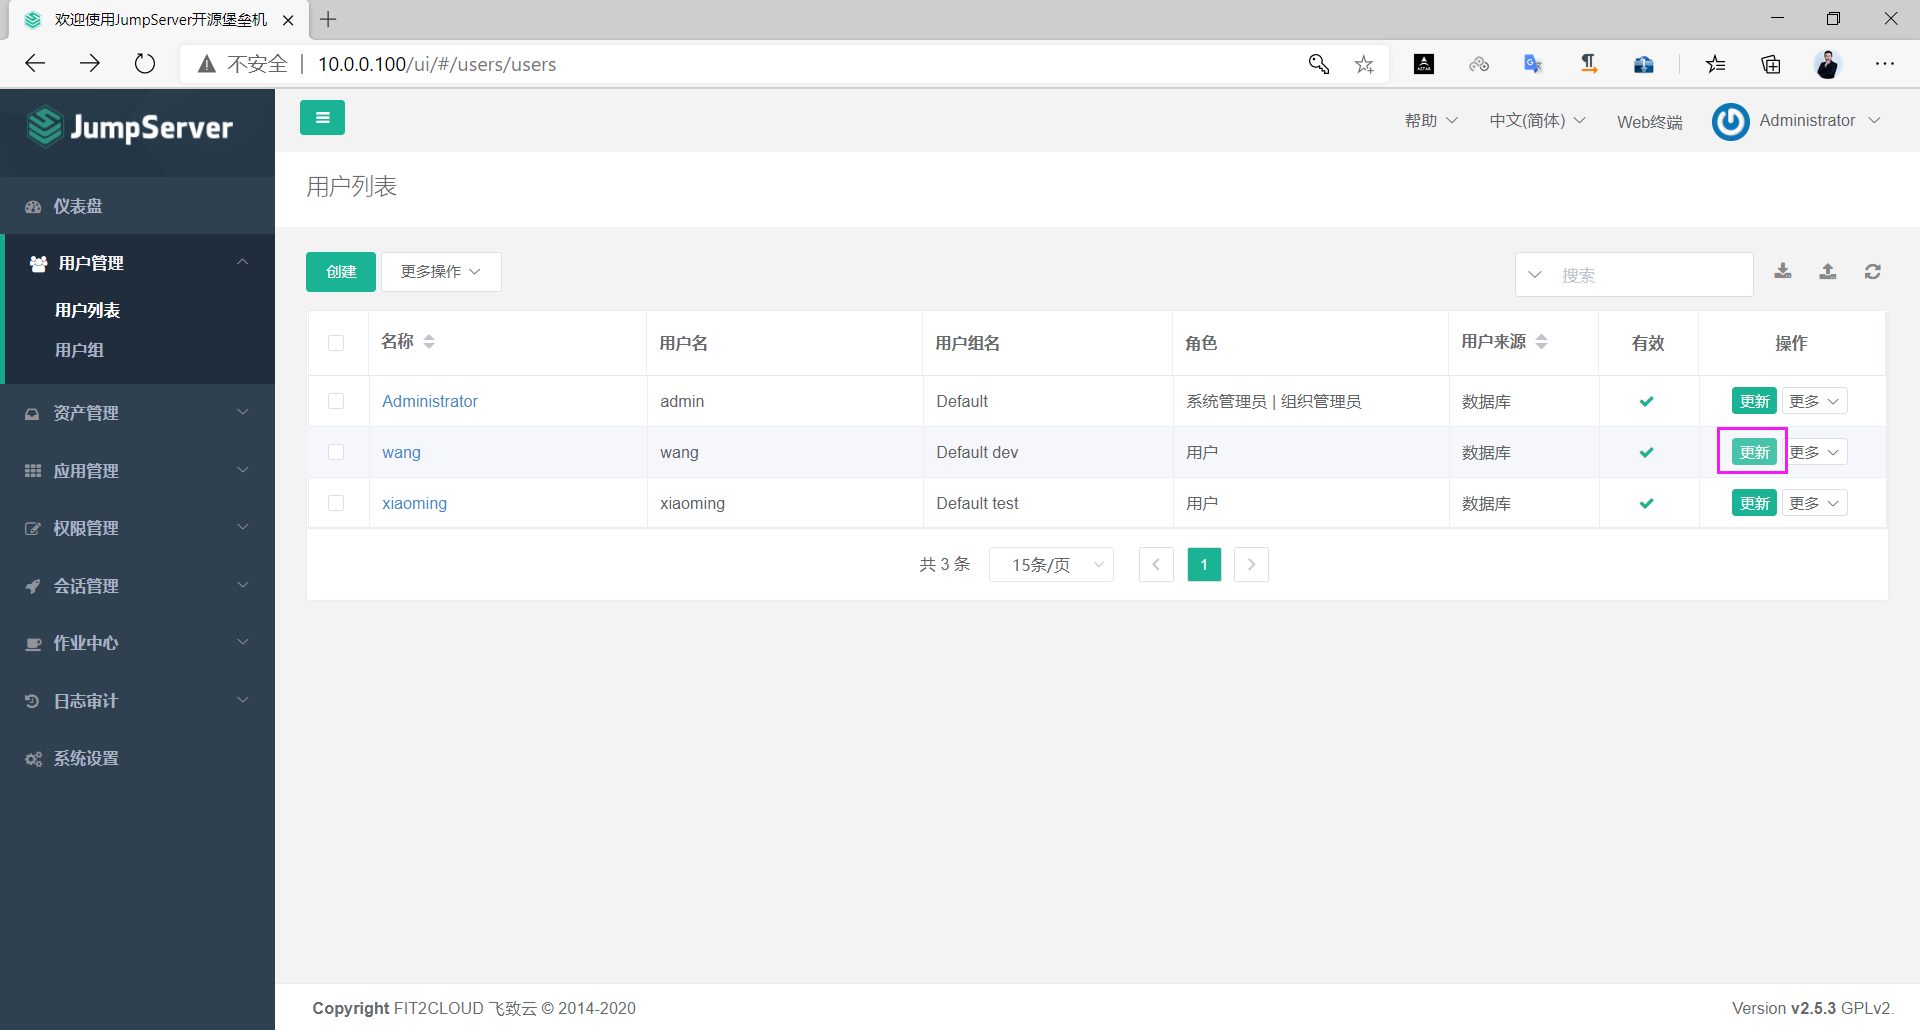 欢迎使用JumpServer开源堡垒机
不安全 | 10.0.0.100/ui/#/users/users
JumpServer
帮助
中文(简体)
Web终端
Administrator
仪表盘
用户管理
用户列表
用户组
资产管理
应用管理
权限管理
会话管理
作业中心
日志审计
系统设置
用户列表
创建
更多操作
搜索
名称 用户名 用户组名 角色 用户来源 有效 操作
Administrator admin Default 系统管理员 | 组织管理员 数据库 更新 更多
wang wang Default dev 用户 数据库 更新 更多
xiaoming xiaoming Default test 用户 数据库 更新 更多
共 3 条 15条/页 1
Copyright FIT2CLOUD 飞致云 © 2014-2020
Version v2.5.3 GPLv2.